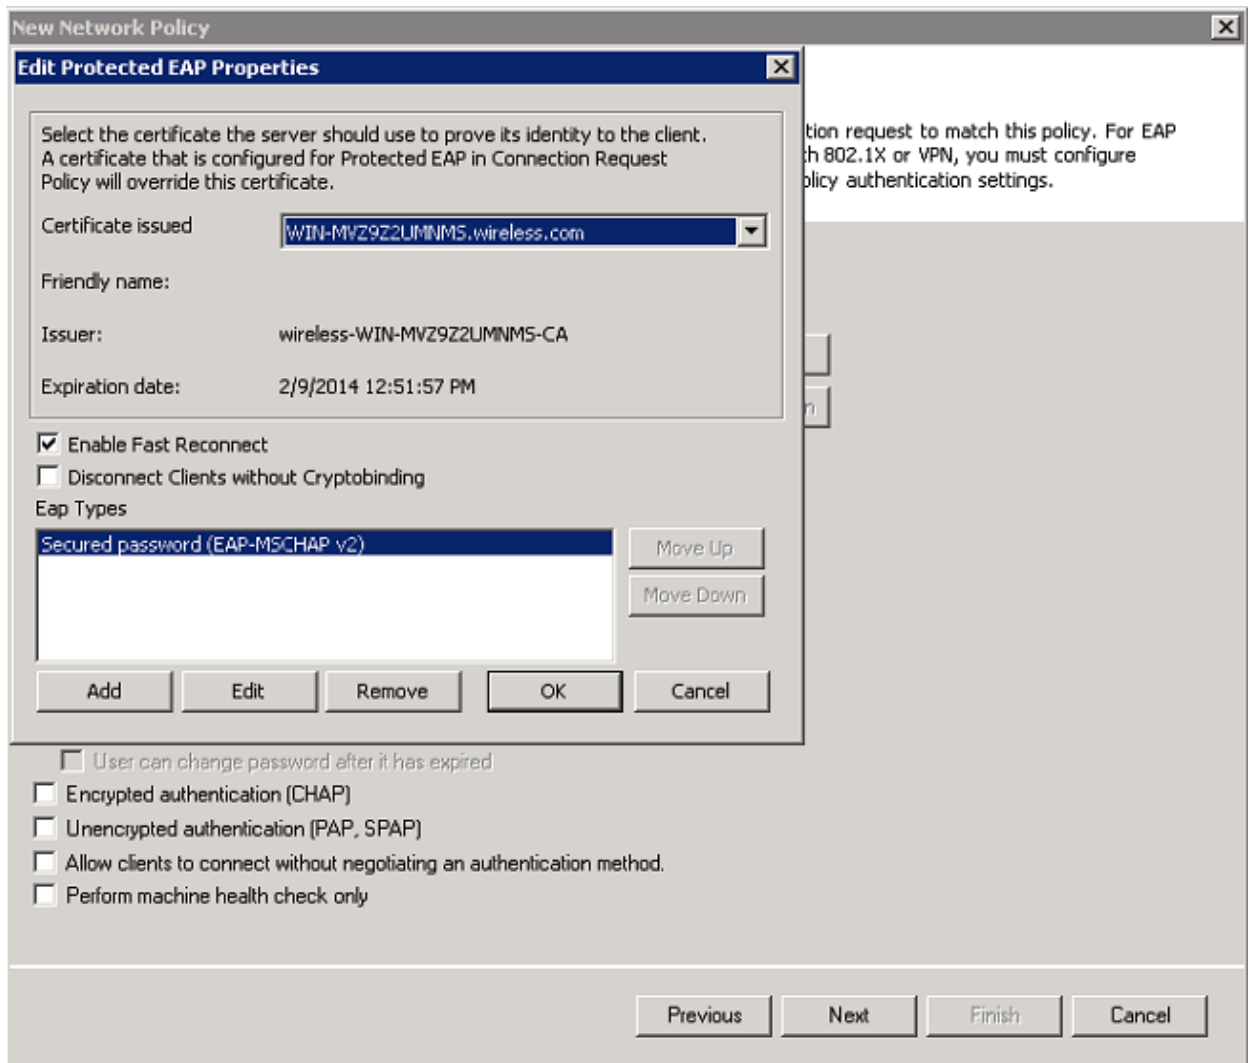 New Network Policy
Edit Protected EAP Properties
Select the certificate the server should use to prove its identity to the client.
A certificate that is configured for Protected EAP in Connection Request
Policy will override this certificate.
tion request to match this policy. For EAP
h 802.1X or VPN, you must configure
olicy authentication settings.
Certificate issued
WIN-MVZ9Z2UMNMS.wireless.com
Friendly name:
Issuer: wireless-WIN-MVZ9Z2UMNMS-CA
Expiration date: 2/9/2014 12:51:57 PM
n
Enable Fast Reconnect
Disconnect Clients without Cryptobinding
Eap Types
Secured password (EAP-MSCHAP v2)
Move Up
Move Down
Add Edit Remove OK Cancel
User can change password after it has expired
Encrypted authentication (CHAP)
Unencrypted authentication (PAP, SPAP)
Allow clients to connect without negotiating an authentication method.
Perform machine health check only
Previous Next Finish Cancel